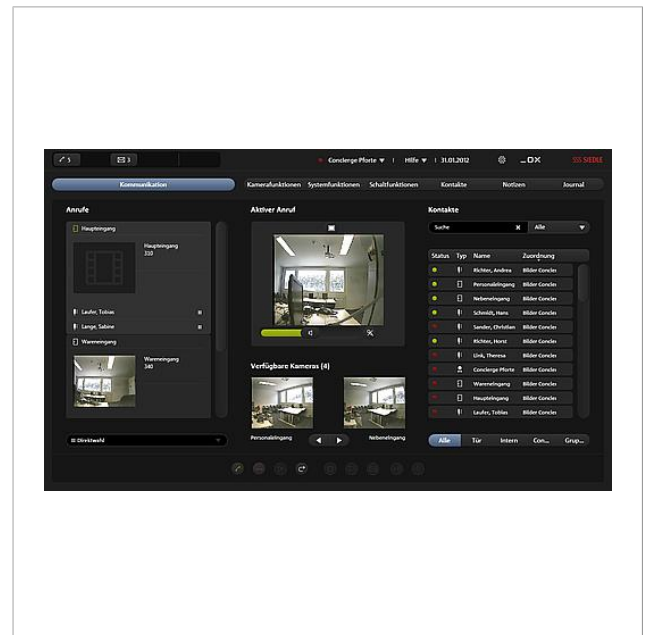 5
3
Concierge Pforte
Hilfe
31.01.2012
SSS SIEDLE
Kommunikation
Kamerafunktionen
Systemfunktionen
Schaltfunktionen
Kontakte
Notizen
Journal
Anrufe
Haupteingang
Haupteingang
310
Laufer, Tobias
Lange, Sabine
Wareneingang
Wareneingang
340
Direktwahl
Aktiver Anruf
Verfügbare Kameras (4)
Personaleingang
Nebeneingang
Kontakte
Suche
Alle
Status Typ Name Zuordnung
Richter, Andrea Bilder Concier
Personaleingang Bilder Concier
Nebeneingang Bilder Concier
Schmidt, Hans Bilder Concier
Sander, Christian Bilder Concier
Richter, Horst Bilder Concier
Link, Theresa Bilder Concier
Concierge Pforte Bilder Concier
Wareneingang Bilder Concier
Haupteingang Bilder Concier
Laufer, Tobias Bilder Concier
Alle Tür Intern Con... Grup...